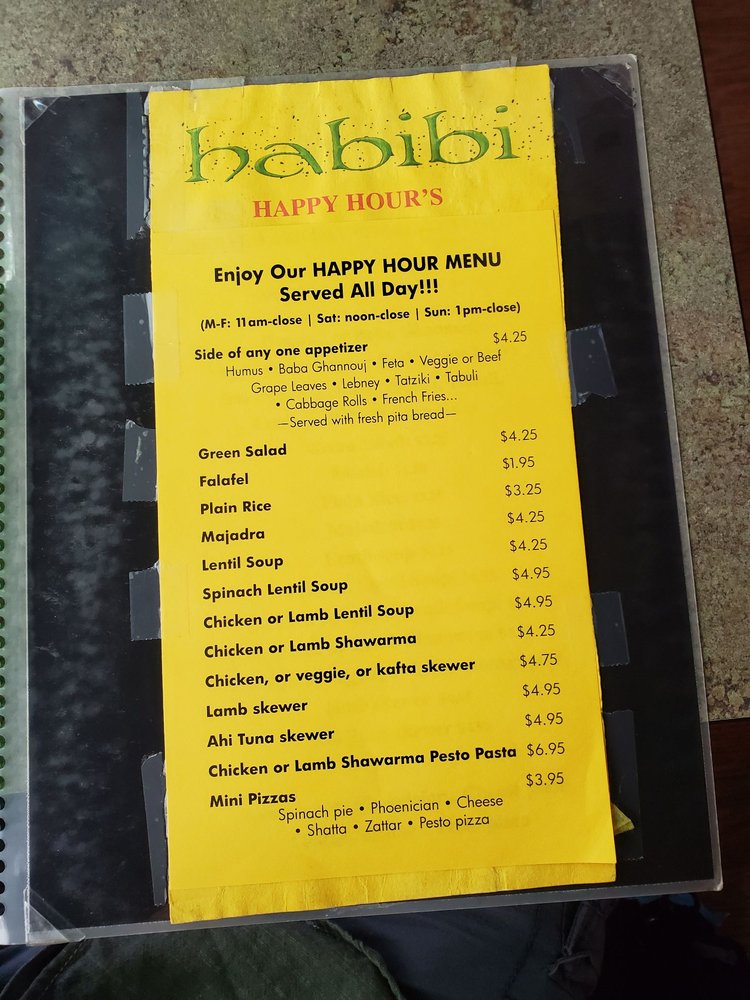 habibi
HAPPY HOUR'S
Enjoy Our HAPPY HOUR MENU
Served All Day!!!
(M-F: 11am-close | Sat: noon-close | Sun: 1pm-close)
Side of any one appetizer $4.25
Humus • Baba Ghannouj • Feta • Veggie or Beef
Grape Leaves • Lebney • Tatziki • Tabuli
• Cabbage Rolls • French Fries...
—Served with fresh pita bread—
Green Salad $4.25
Falafel $1.95
Plain Rice $3.25
Majadra $4.25
Lentil Soup $4.25
Spinach Lentil Soup $4.95
Chicken or Lamb Lentil Soup $4.95
Chicken or Lamb Shawarma $4.25
Chicken, or veggie, or kafta skewer $4.75
Lamb skewer $4.95
Ahi Tuna skewer $4.95
Chicken or Lamb Shawarma Pesto Pasta $6.95
Mini Pizzas $3.95
Spinach pie • Phoenician • Cheese
• Shatta • Zattar • Pesto pizza